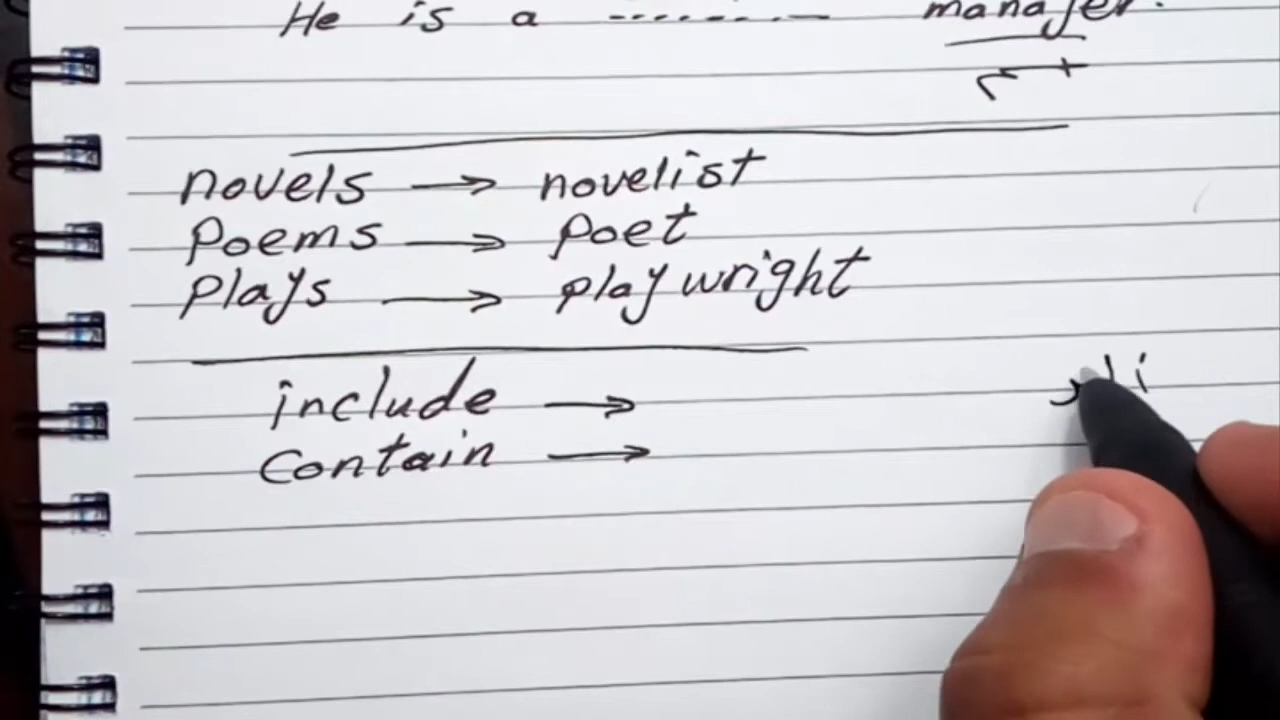 He is a ........... manager.
novels → novelist
Poems → Poet
Plays → playwright
include →
Contain →